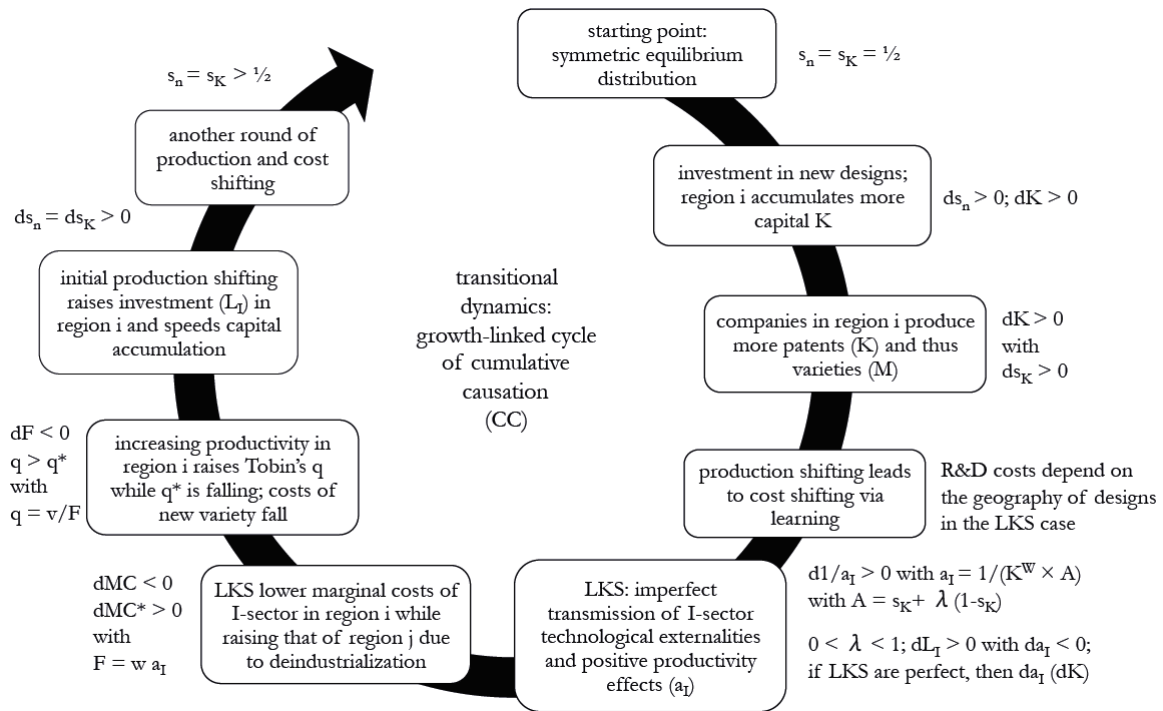 starting point:
symmetric equilibrium
distribution
sₙ = s_K = ½
investment in new designs;
region i accumulates more
capital K
dsₙ > 0; dK > 0
companies in region i produce
more patents (K) and thus
varieties (M)
dK > 0
with
ds_K > 0
production shifting leads
to cost shifting via
learning
R&D costs depend on
the geography of designs
in the LKS case
LKS: imperfect
transmission of I-sector
technological externalities
and positive productivity
effects (a_I)
d1/a_I > 0 with a_I = 1/(Kᵂ × A)
with A = s_K + λ (1-s_K)
0 < λ < 1; dL_I > 0 with da_I < 0;
if LKS are perfect, then da_I (dK)
LKS lower marginal costs of
I-sector in region i while
raising that of region j due
to deindustrialization
dMC < 0
dMC* > 0
with
F = w a_I
increasing productivity in
region i raises Tobin’s q
while q* is falling; costs of
new variety fall
dF < 0
q > q*
with
q = v/F
initial production shifting
raises investment (L_I) in
region i and speeds capital
accumulation
dsₙ = ds_K > 0
another round of
production and cost
shifting
sₙ = s_K > ½
transitional
dynamics:
growth-linked cycle
of cumulative
causation
(CC)